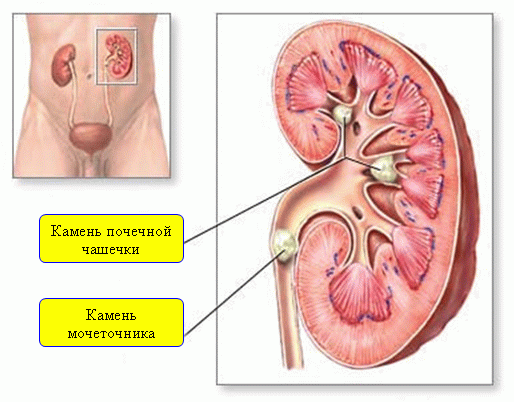 Камень почечной
чашечки
Камень
мочеточника